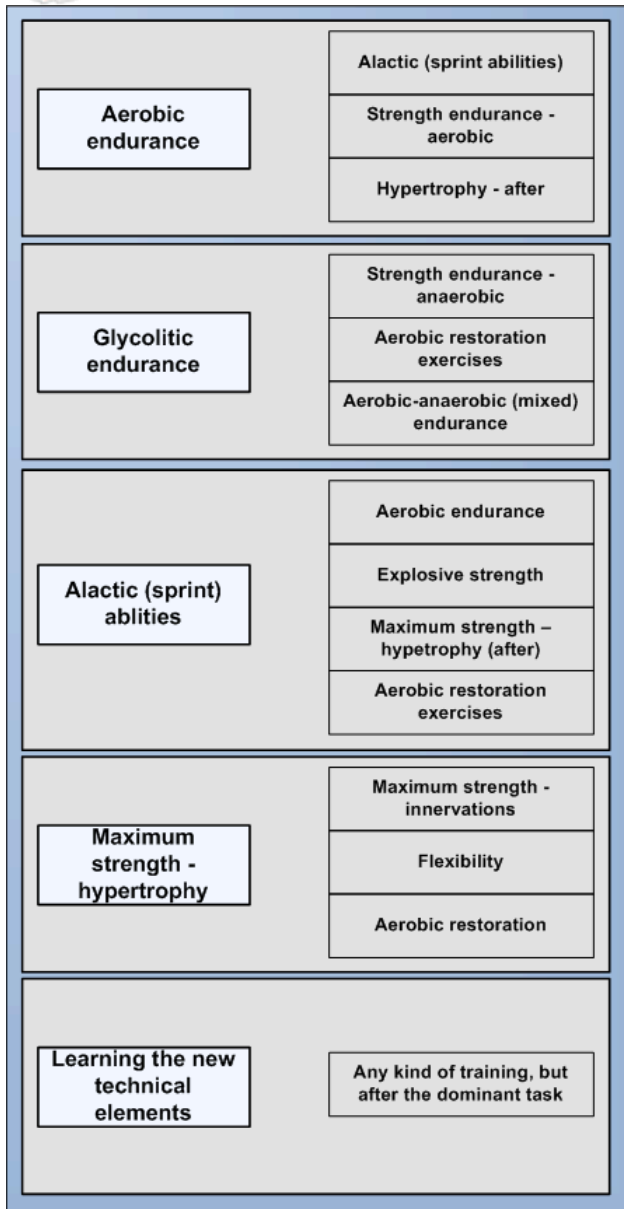 Aerobic
endurance
Alactic (sprint abilities)
Strength endurance -
aerobic
Hypertrophy - after
Glycolitic
endurance
Strength endurance -
anaerobic
Aerobic restoration
exercises
Aerobic-anaerobic (mixed)
endurance
Alactic (sprint)
ablities
Aerobic endurance
Explosive strength
Maximum strength –
hypetrophy (after)
Aerobic restoration
exercises
Maximum
strength -
hypertrophy
Maximum strength -
innervations
Flexibility
Aerobic restoration
Learning the new
technical
elements
Any kind of training, but
after the dominant task